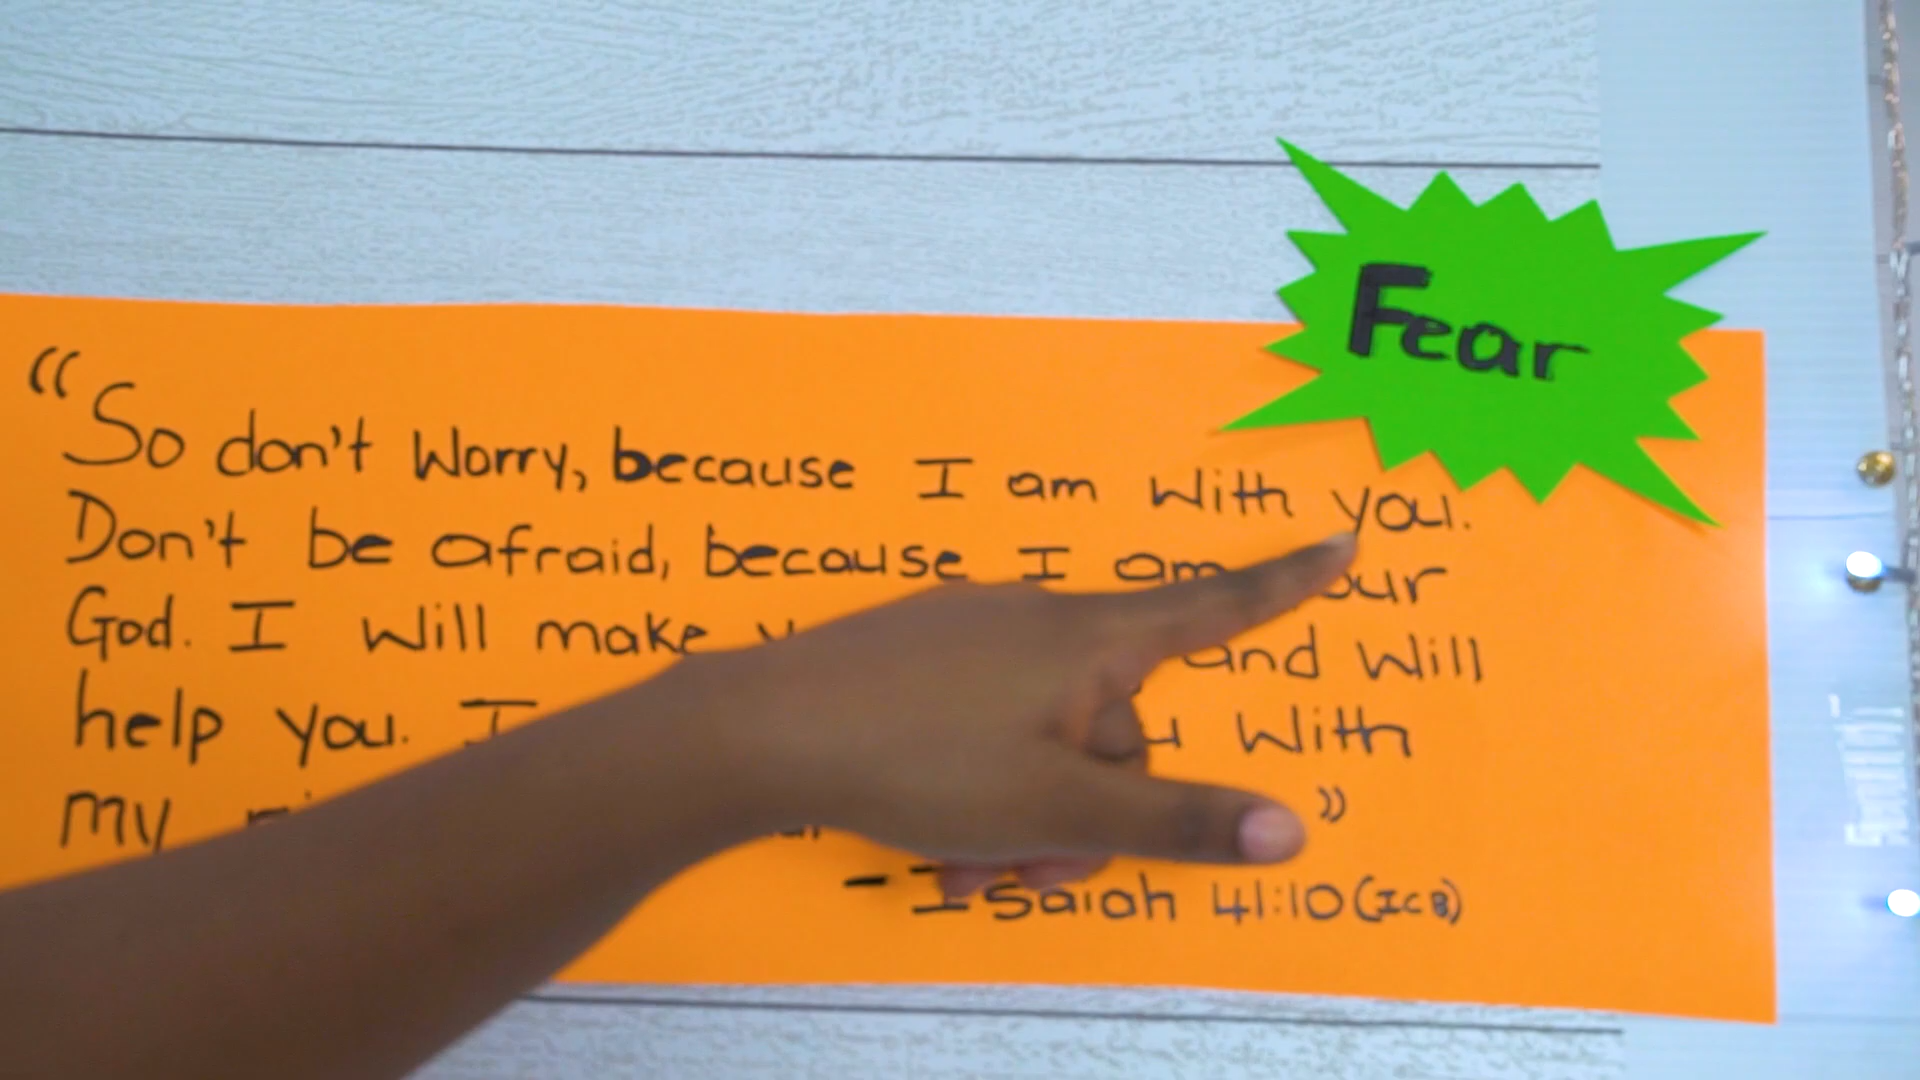 Fear
“So don't worry, because I am with you.
Don't be afraid, because I am your
God. I will make and will
help you. I with
my ”
- Isaiah 41:10 (ICB)